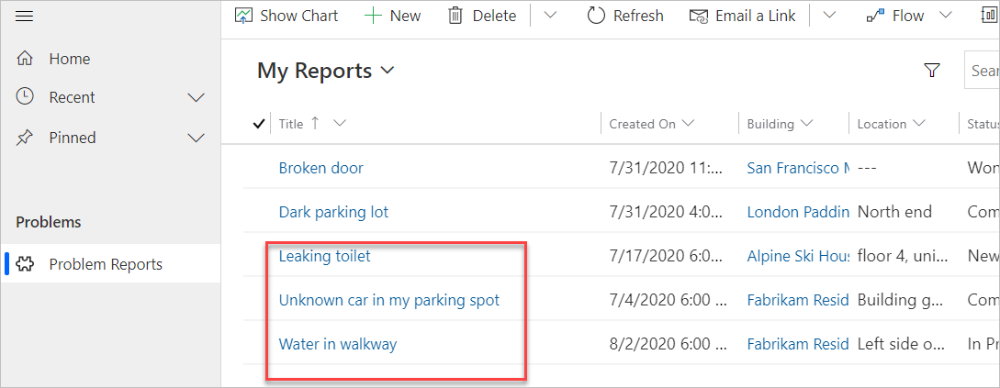 Show Chart New Delete Refresh Email a Link Flow
Home
Recent
Pinned
Problems
Problem Reports
My Reports
Sear
Title Created On Building Location Status
Broken door 7/31/2020 11:... San Francisco M ---  Won
Dark parking lot 7/31/2020 4:0... London Paddin North end Com
Leaking toilet 7/17/2020 6:0... Alpine Ski Hous floor 4, uni... New
Unknown car in my parking spot 7/4/2020 6:00 ... Fabrikam Resid Building g... Com
Water in walkway 8/2/2020 6:00 ... Fabrikam Resid Left side o... In Pr